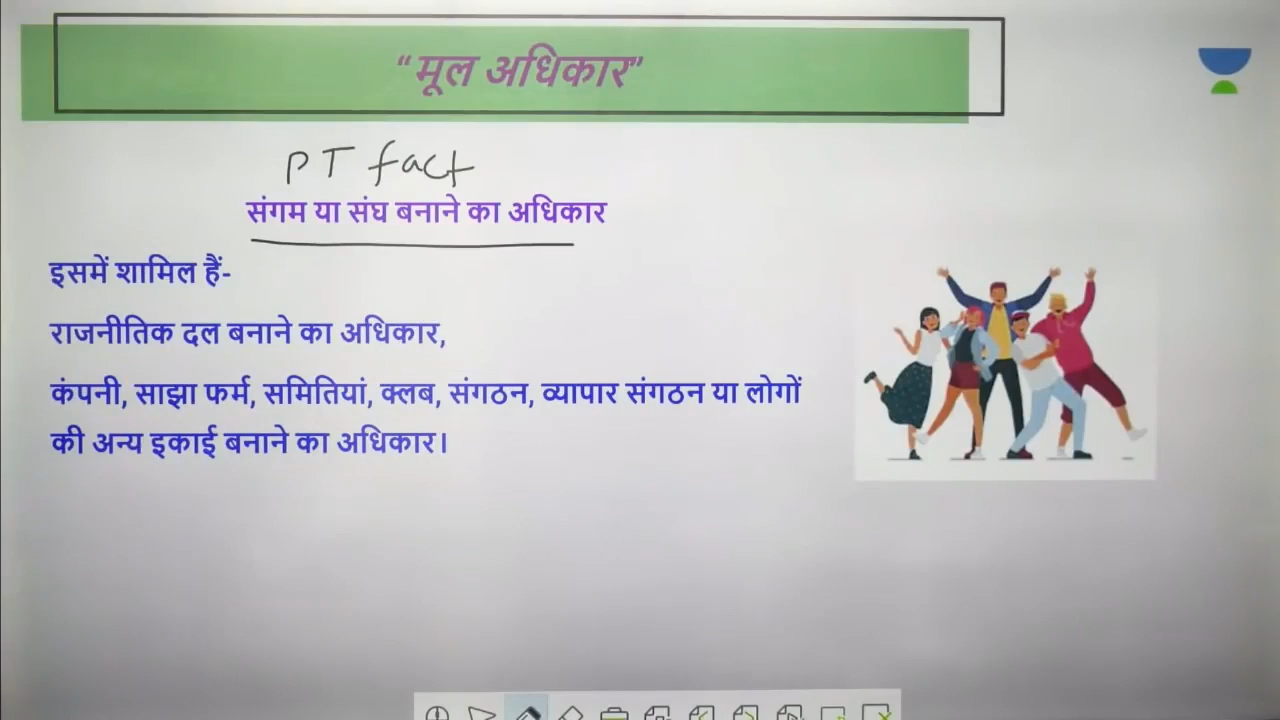 “मूल अधिकार”
PT fact
संगम या संघ बनाने का अधिकार
इसमें शामिल हैं-
राजनीतिक दल बनाने का अधिकार,
कंपनी, साझा फर्म, समितियां, क्लब, संगठन, व्यापार संगठन या लोगों
की अन्य इकाई बनाने का अधिकार।